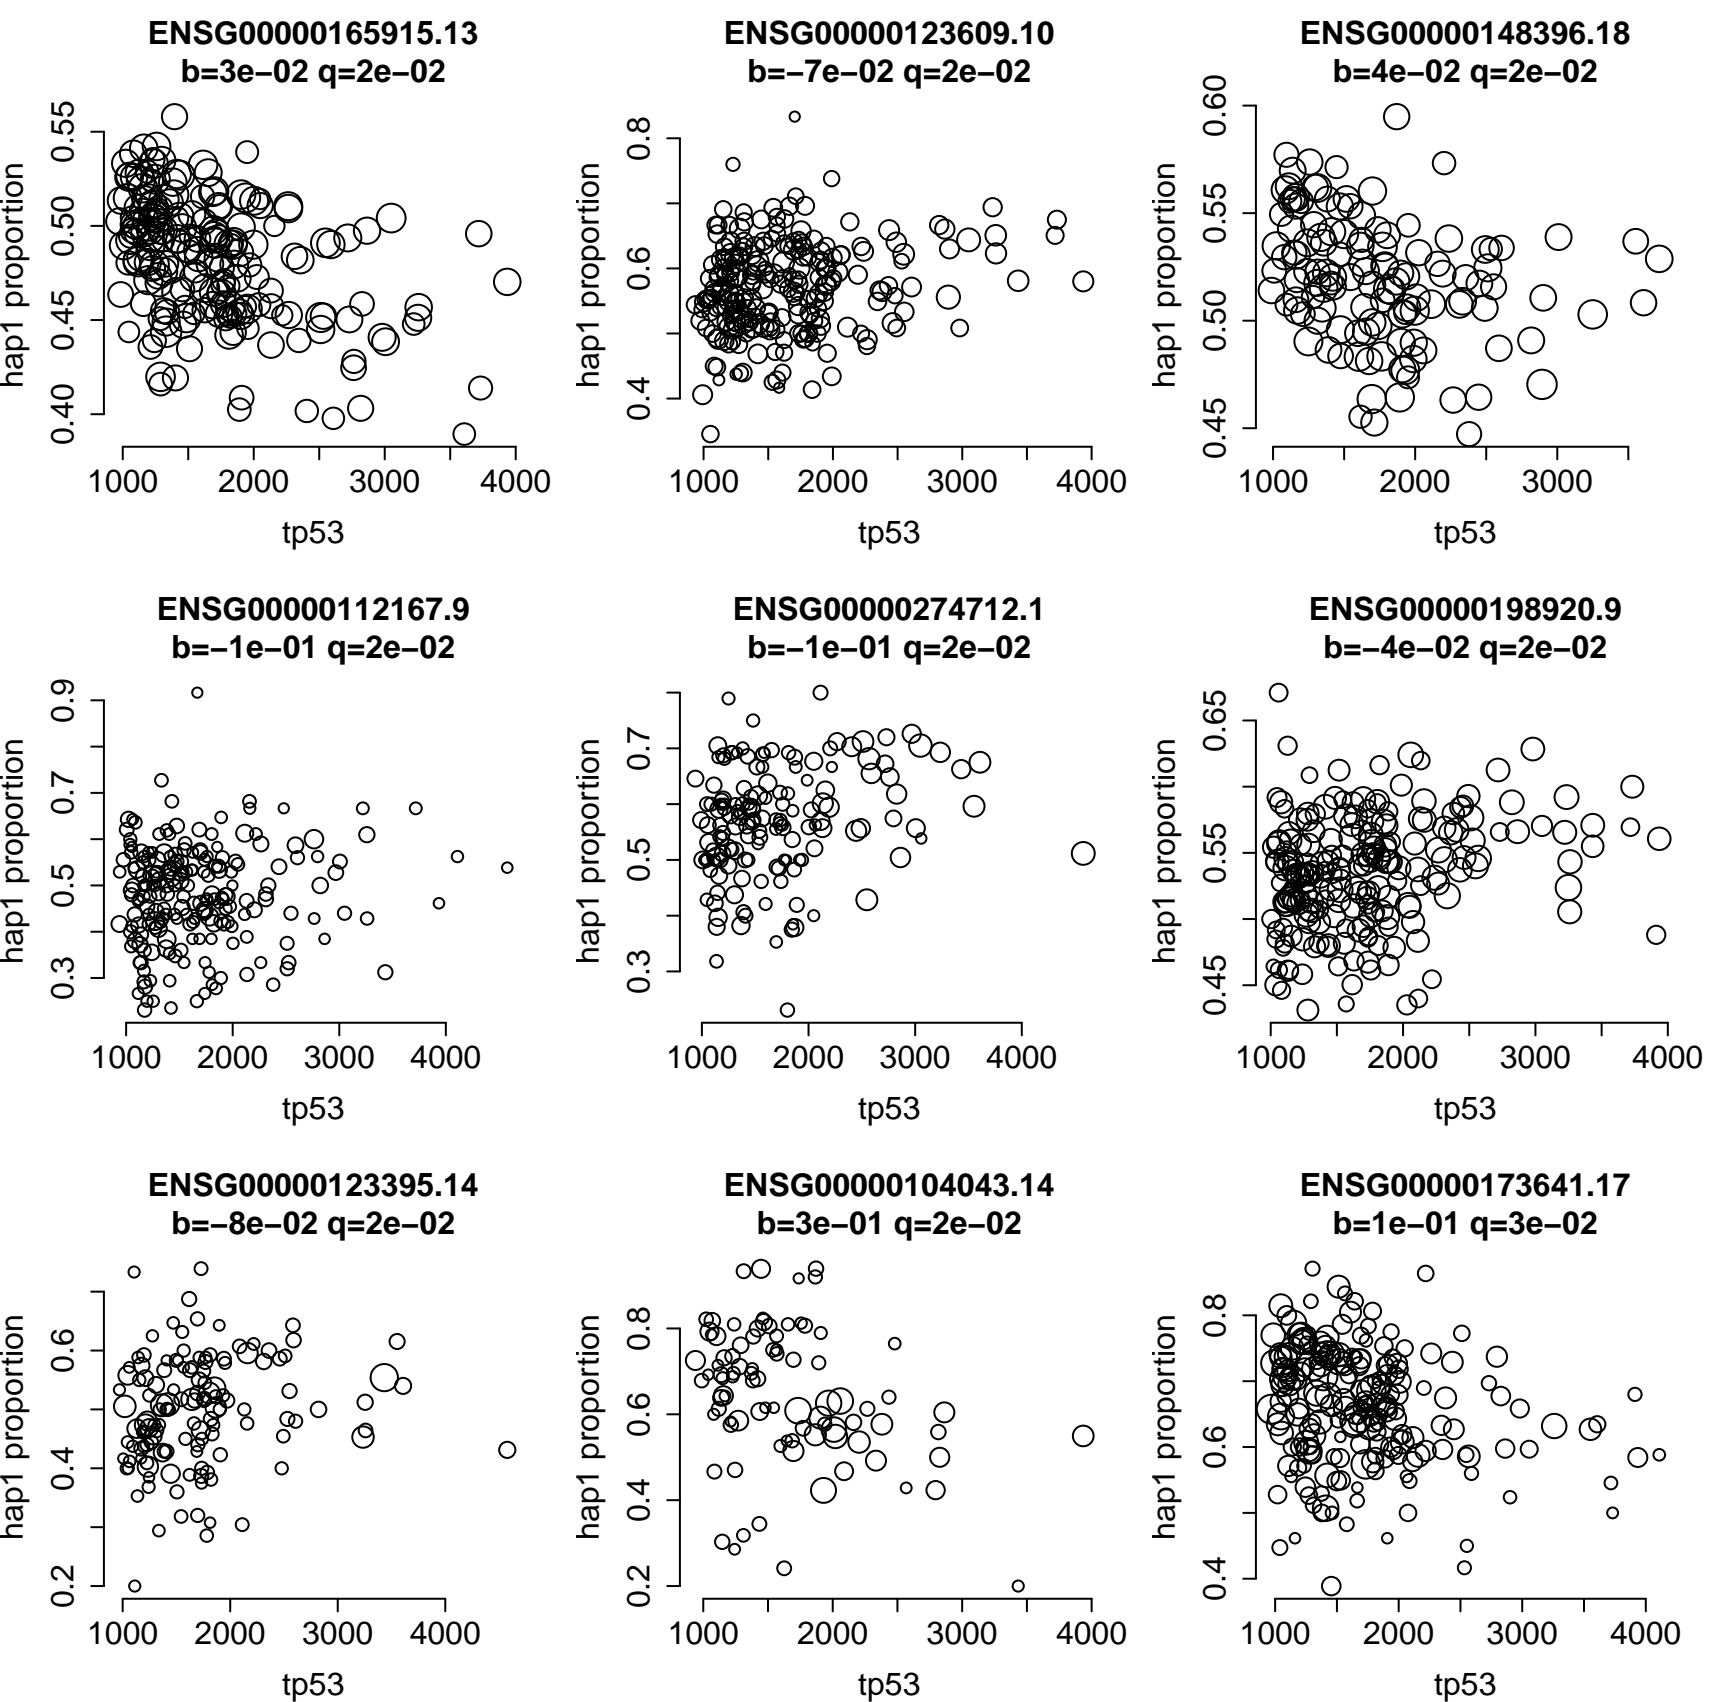 ENSG00000165915.13
b=3e−02 q=2e−02
hap1 proportion
0.40 0.45 0.50 0.55
1000 2000 3000 4000
tp53
ENSG00000123609.10
b=−7e−02 q=2e−02
hap1 proportion
0.4 0.6 0.8
1000 2000 3000 4000
tp53
ENSG00000148396.18
b=4e−02 q=2e−02
hap1 proportion
0.45 0.50 0.55 0.60
1000 2000 3000
tp53
ENSG00000112167.9
b=−1e−01 q=2e−02
hap1 proportion
0.3 0.5 0.7 0.9
1000 2000 3000 4000
tp53
ENSG00000274712.1
b=−1e−01 q=2e−02
hap1 proportion
0.3 0.5 0.7
1000 2000 3000 4000
tp53
ENSG00000198920.9
b=−4e−02 q=2e−02
hap1 proportion
0.45 0.55 0.65
1000 2000 3000 4000
tp53
ENSG00000123395.14
b=−8e−02 q=2e−02
hap1 proportion
0.2 0.4 0.6
1000 2000 3000 4000
tp53
ENSG00000104043.14
b=3e−01 q=2e−02
hap1 proportion
0.2 0.4 0.6 0.8
1000 2000 3000 4000
tp53
ENSG00000173641.17
b=1e−01 q=3e−02
hap1 proportion
0.4 0.6 0.8
1000 2000 3000 4000
tp53